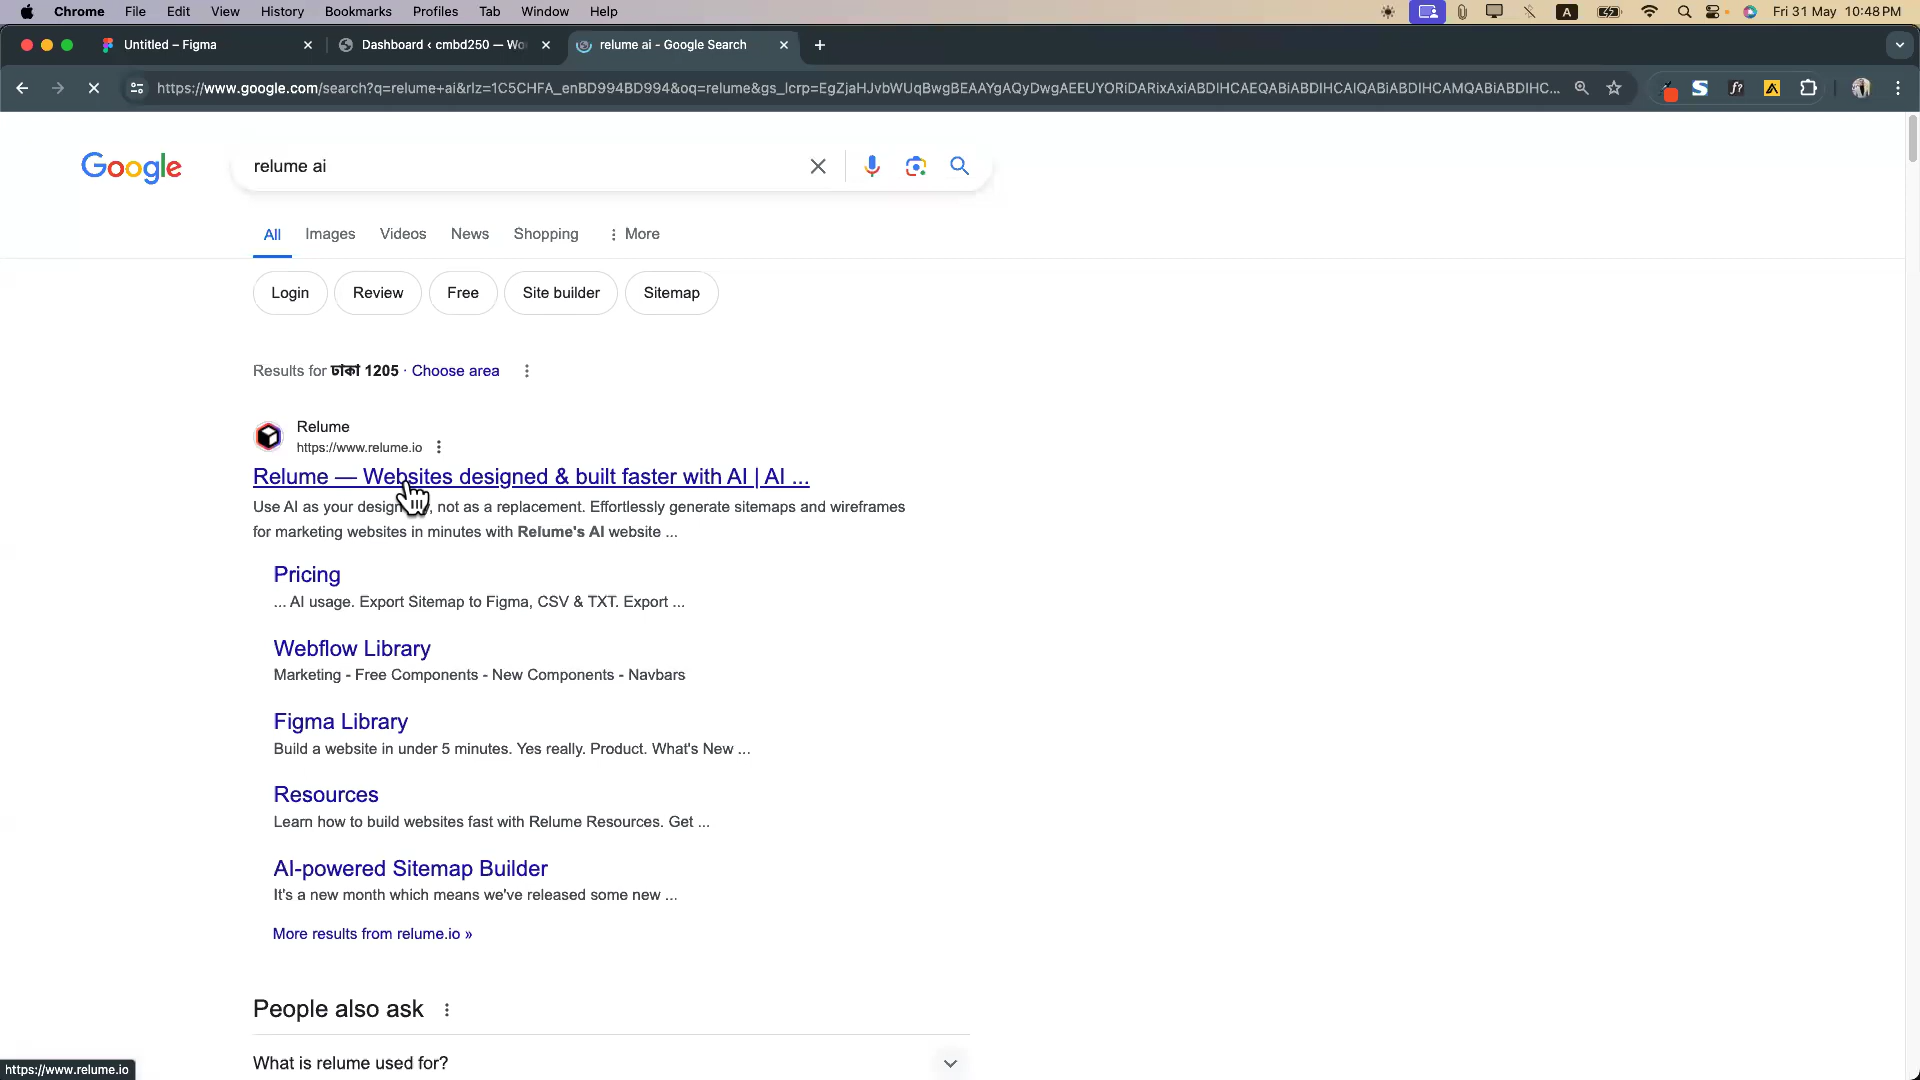 Chrome File Edit View History Bookmarks Profiles Tab Window Help A Fri 31 May 10:48 PM
Untitled – Figma Dashboard ‹ cmbd250 — Wo relume ai - Google Search
https://www.google.com/search?q=relume+ai&rlz=1C5CHFA_enBD994BD994&oq=relume&gs_lcrp=EgZjaHJvbWUqBwgBEAAYgAQyDwgAEEUYORiDARixAxiABDIHCAEQABiABDIHCAIQABiABDIHCAMQABiABDIHC...
Google relume ai
All Images Videos News Shopping More
Login Review Free Site builder Sitemap
Results for ঢাকা 1205 · Choose area
Relume
https://www.relume.io
Relume — Websites designed & built faster with AI | AI ...
Use AI as your design, not as a replacement. Effortlessly generate sitemaps and wireframes
for marketing websites in minutes with Relume's AI website ...
Pricing
... AI usage. Export Sitemap to Figma, CSV & TXT. Export ...
Webflow Library
Marketing - Free Components - New Components - Navbars
Figma Library
Build a website in under 5 minutes. Yes really. Product. What's New ...
Resources
Learn how to build websites fast with Relume Resources. Get ...
AI-powered Sitemap Builder
It's a new month which means we've released some new ...
More results from relume.io »
People also ask
What is relume used for?
https://www.relume.io